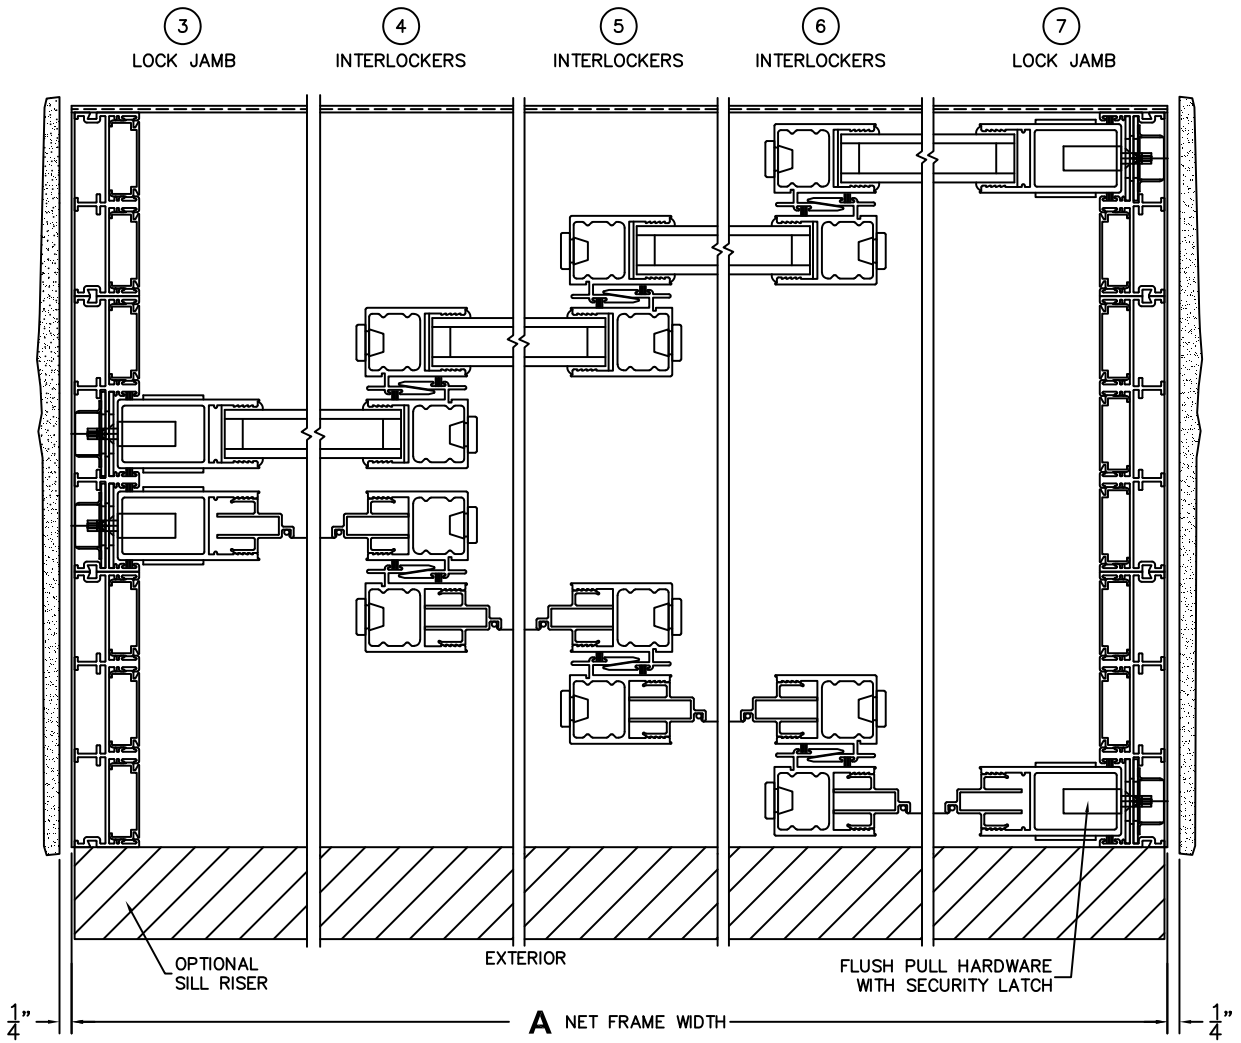 3
LOCK JAMB
4
INTERLOCKERS
5
INTERLOCKERS
6
INTERLOCKERS
7
LOCK JAMB
OPTIONAL
SILL RISER
EXTERIOR
FLUSH PULL HARDWARE
WITH SECURITY LATCH
1/4"
A NET FRAME WIDTH
1/4"